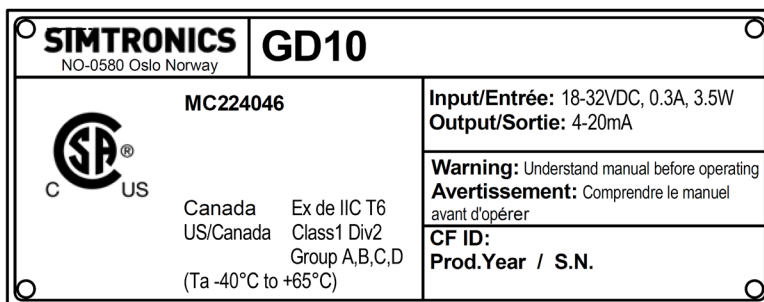 SIMTRONICS
NO-0580 Oslo Norway
GD10
MC224046
SA®
C US
Canada Ex de IIC T6
US/Canada Class1 Div2
Group A,B,C,D
(Ta -40°C to +65°C)
Input/Entrée: 18-32VDC, 0.3A, 3.5W
Output/Sortie: 4-20mA
Warning: Understand manual before operating
Avertissement: Comprendre le manuel
avant d'opérer
CF ID:
Prod.Year / S.N.